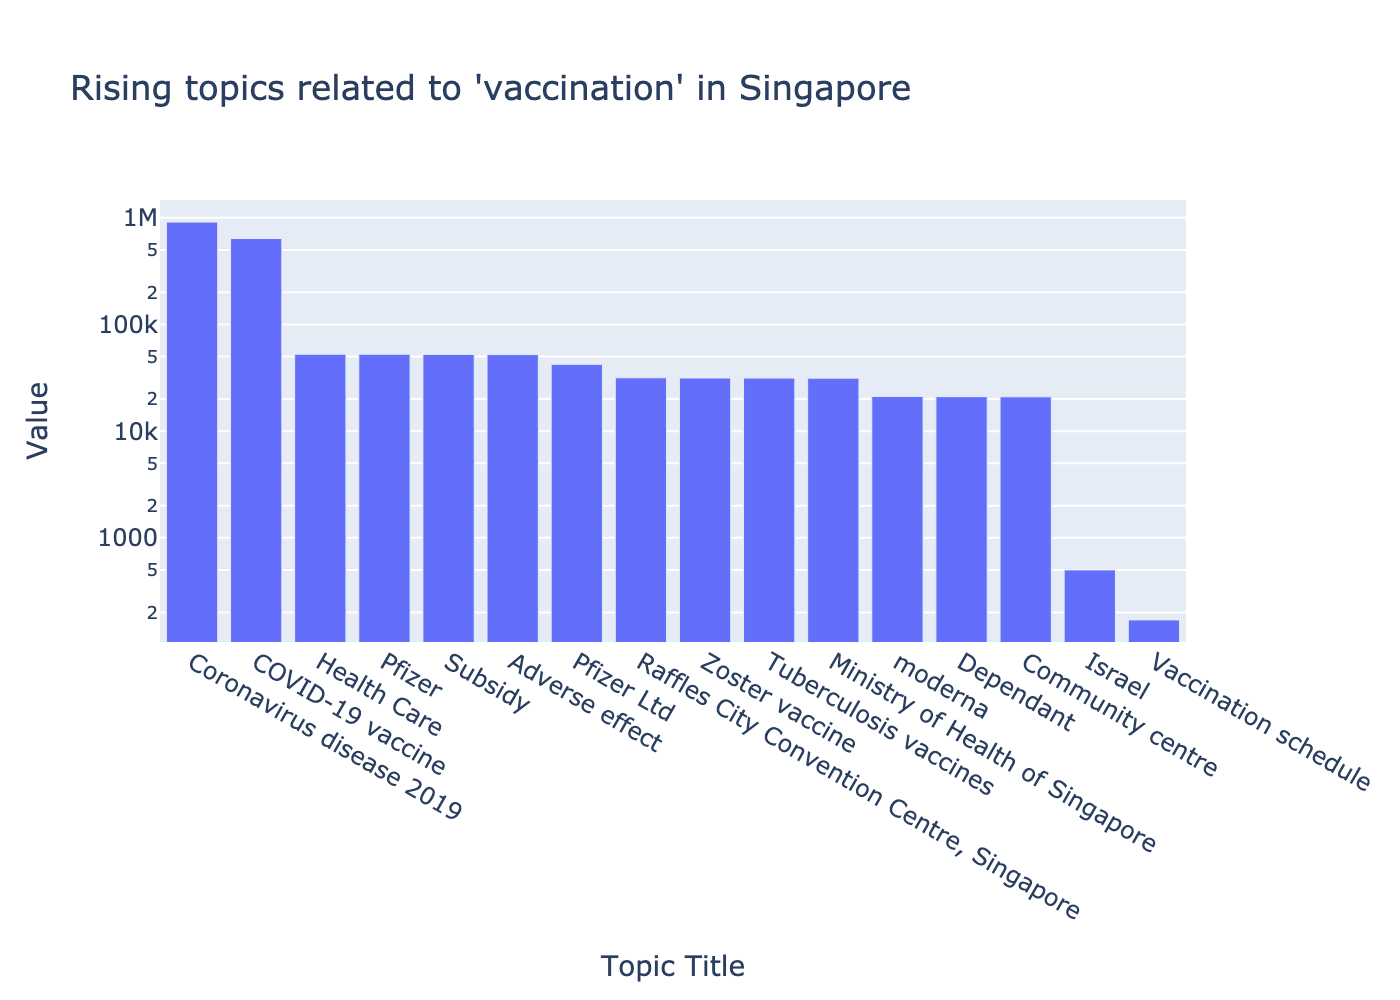 Rising topics related to 'vaccination' in Singapore
Value
1M
5
2
100k
5
2
10k
5
2
1000
5
2
Coronavirus disease 2019
COVID-19 vaccine
Health Care
Pfizer
Subsidy
Adverse effect
Pfizer Ltd
Raffles City Convention Centre, Singapore
Zoster vaccine
Tuberculosis vaccines
Ministry of Health of Singapore
moderna
Dependant
Community centre
Israel
Vaccination schedule
Topic Title